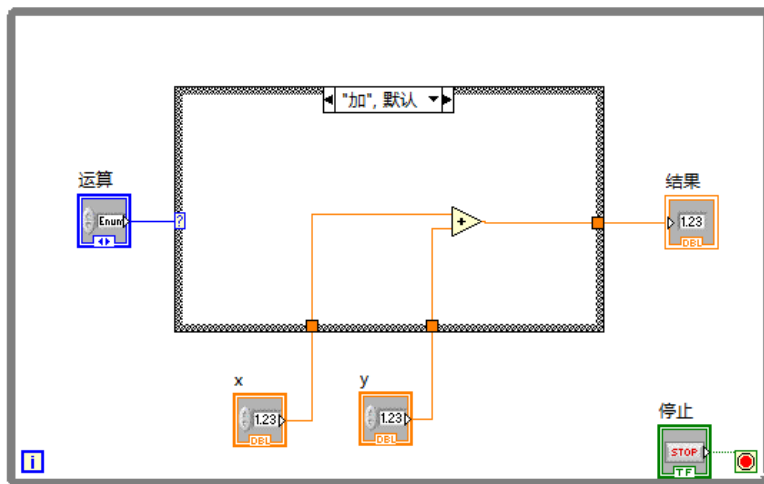 "加", 默认
运算
Enum
?
结果
1.23
DBL
x
1.23
DBL
y
1.23
DBL
停止
STOP
TF
i